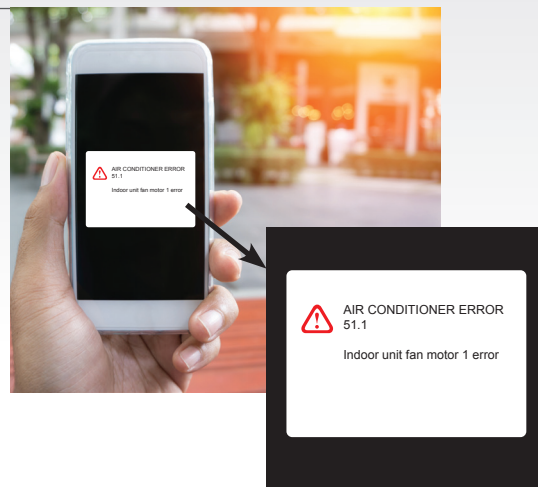 AIR CONDITIONER ERROR
51.1
Indoor unit fan motor 1 error
AIR CONDITIONER ERROR
51.1
Indoor unit fan motor 1 error